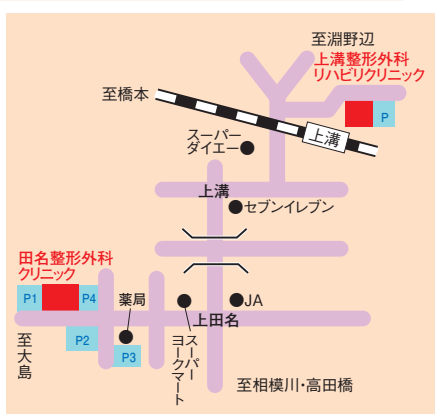 至淵野辺
上溝整形外科
リハビリクリニック
至橋本
P
スーパー
ダイエー
上溝
上溝
セブンイレブン
田名整形外科
クリニック
P1
P4
薬局
JA
上田名
P2
P3
至大島
スーパー
ヨークマート
至相模川・高田橋